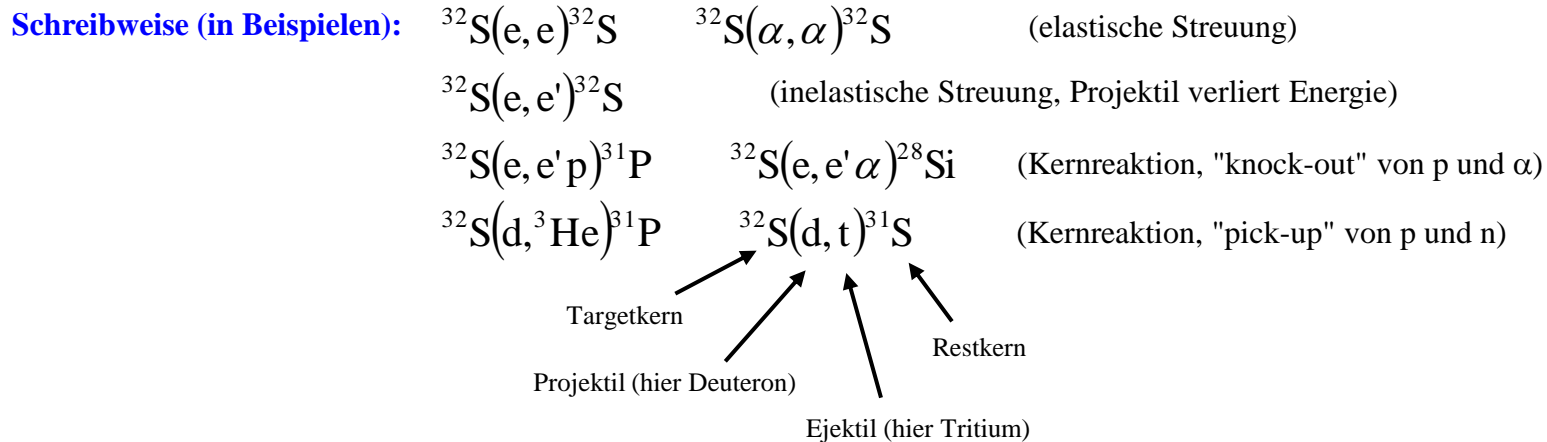 Schreibweise (in Beispielen): ³²S(e, e)³²S ³²S(α, α)³²S (elastische Streuung)
³²S(e, e')³²S (inelastische Streuung, Projektil verliert Energie)
³²S(e, e' p)³¹P ³²S(e, e' α)²⁸Si (Kernreaktion, "knock-out" von p und α)
³²S(d, ³He)³¹P ³²S(d, t)³¹S (Kernreaktion, "pick-up" von p und n)
Targetkern
Restkern
Projektil (hier Deuteron)
Ejektil (hier Tritium)